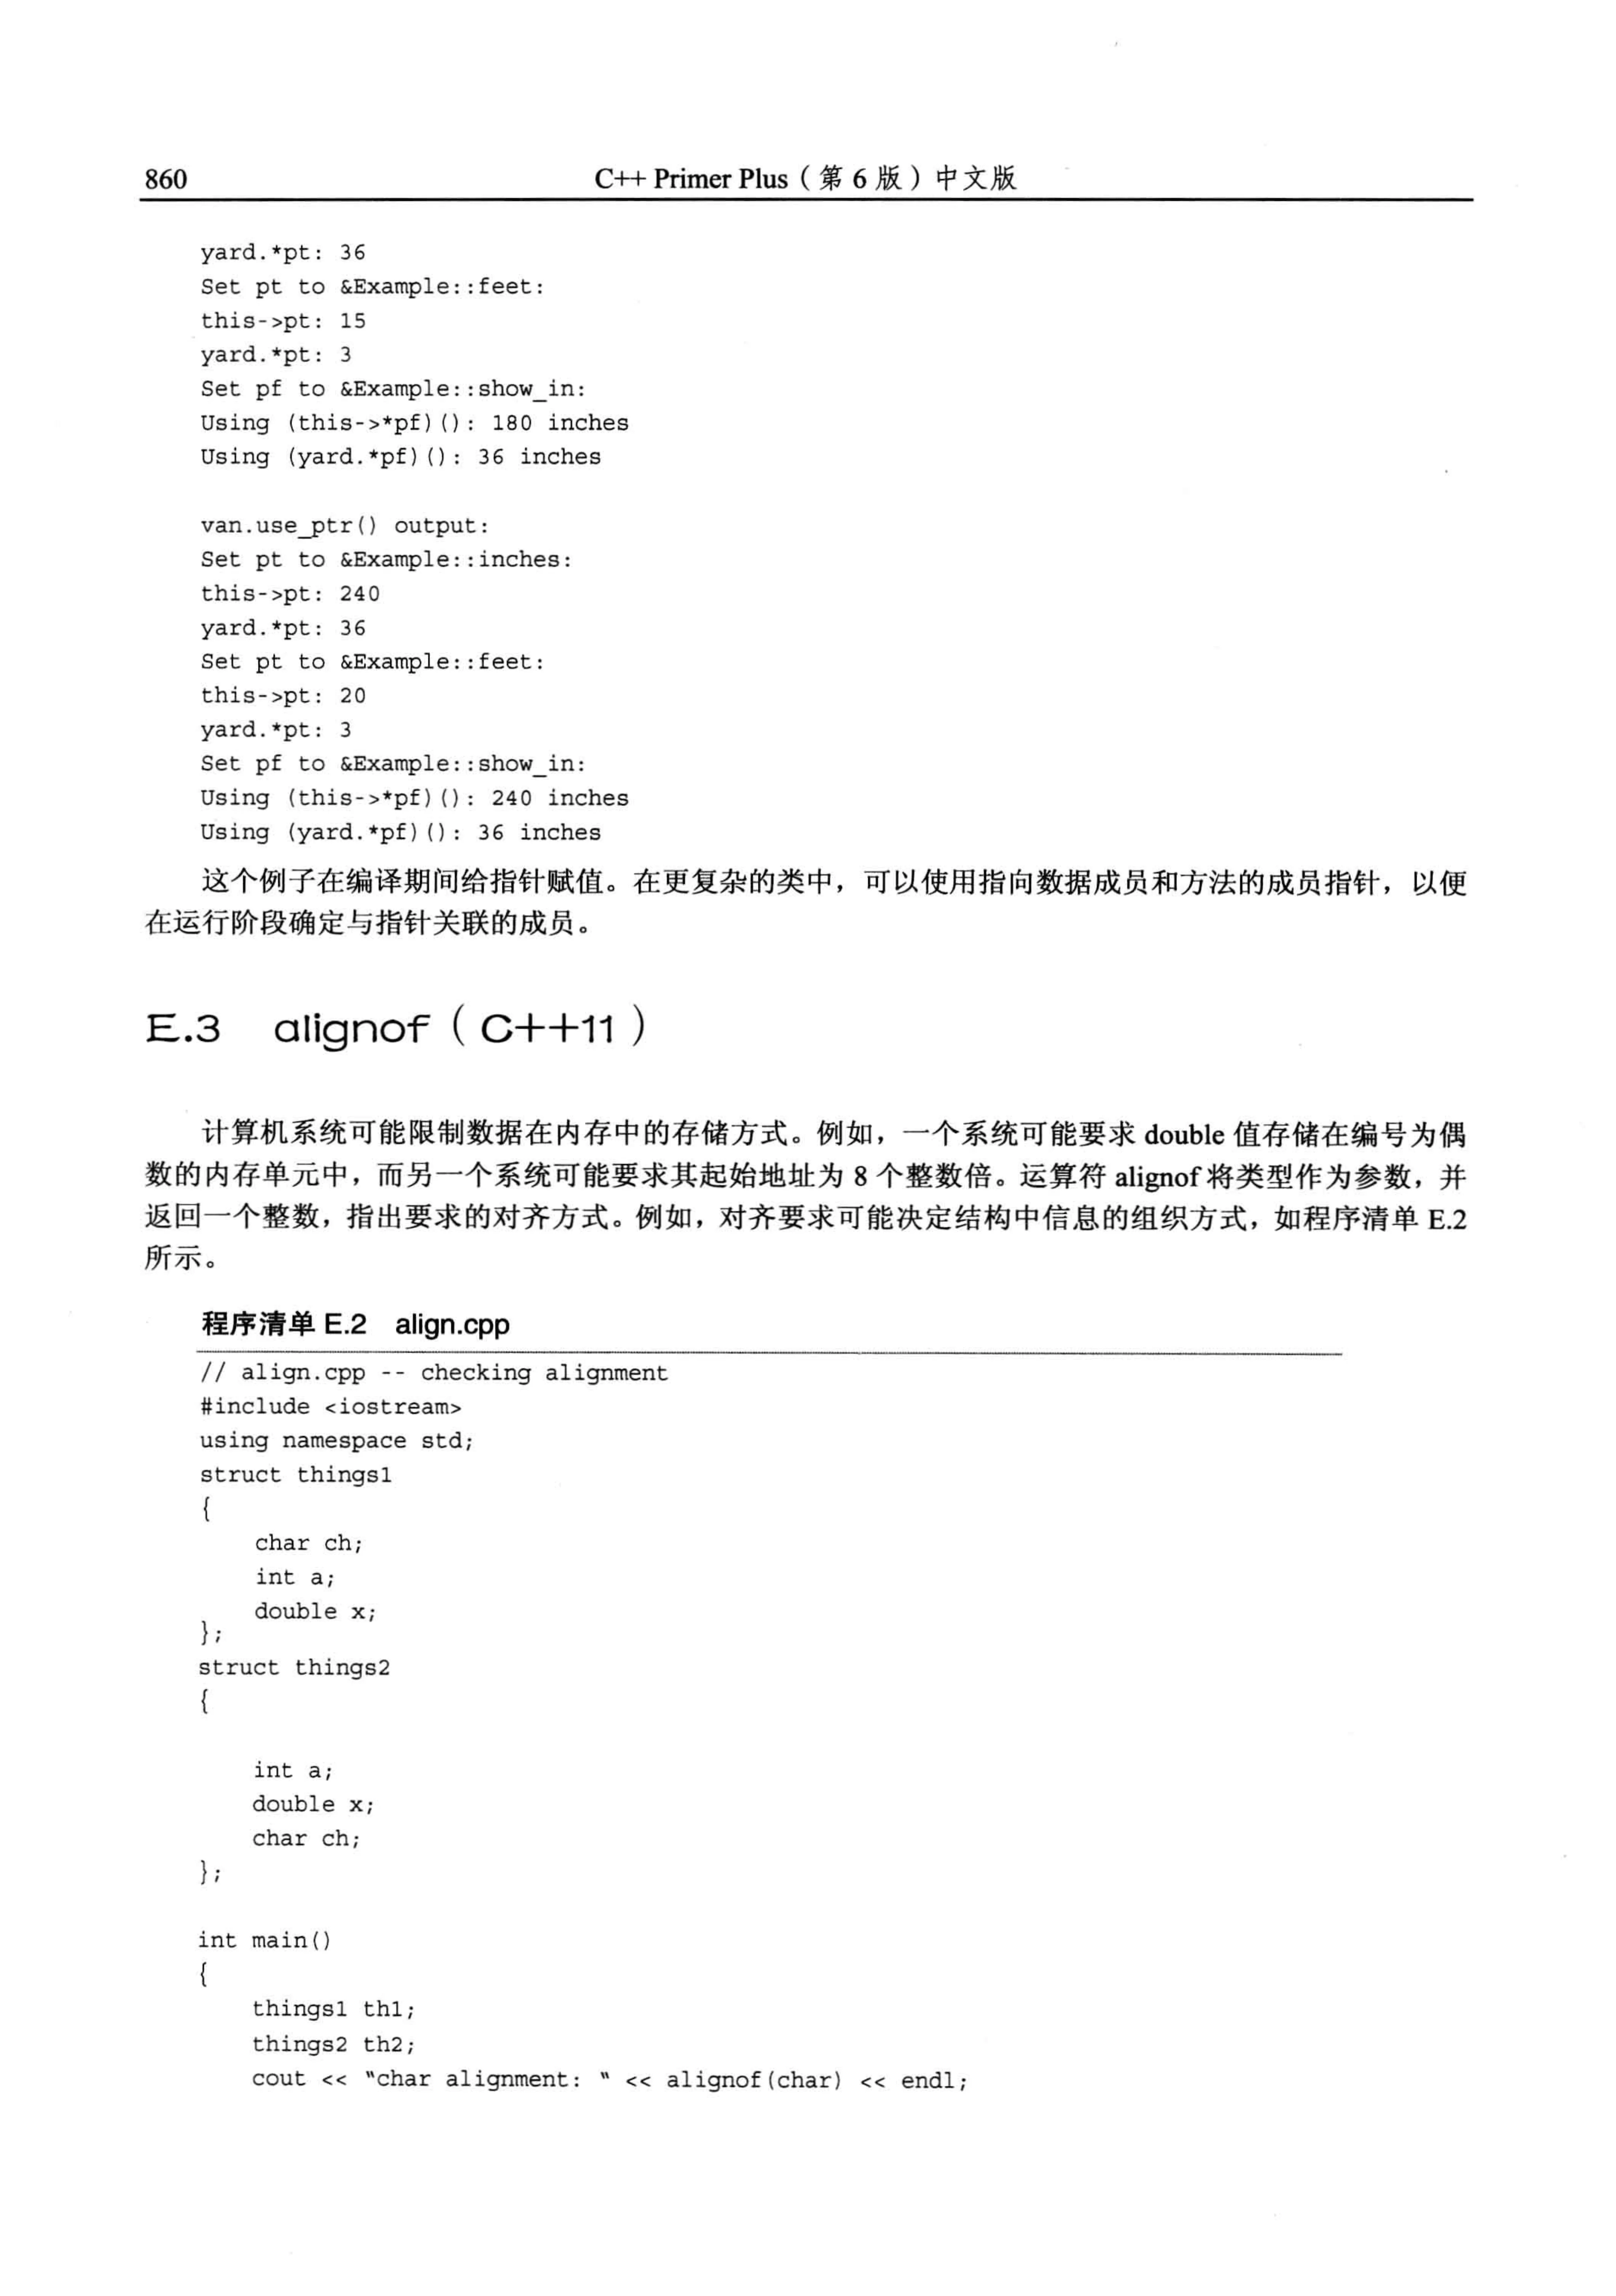 860
C++ Primer Plus（第 6 版）中文版
yard.*pt: 36
Set pt to &Example::feet:
this->pt: 15
yard.*pt: 3
Set pf to &Example::show_in:
Using (this->*pf)(): 180 inches
Using (yard.*pf)(): 36 inches
van.use_ptr() output:
Set pt to &Example::inches:
this->pt: 240
yard.*pt: 36
Set pt to &Example::feet:
this->pt: 20
yard.*pt: 3
Set pf to &Example::show_in:
Using (this->*pf)(): 240 inches
Using (yard.*pf)(): 36 inches
这个例子在编译期间给指针赋值。在更复杂的类中，可以使用指向数据成员和方法的成员指针，以便
在运行阶段确定与指针关联的成员。
E.3 alignof（C++11）
计算机系统可能限制数据在内存中的存储方式。例如，一个系统可能要求 double 值存储在编号为偶
数的内存单元中，而另一个系统可能要求其起始地址为 8 个整数倍。运算符 alignof 将类型作为参数，并
返回一个整数，指出要求的对齐方式。例如，对齐要求可能决定结构中信息的组织方式，如程序清单 E.2
所示。
程序清单 E.2 align.cpp
// align.cpp -- checking alignment
#include <iostream>
using namespace std;
struct things1
{
char ch;
int a;
double x;
};
struct things2
{
int a;
double x;
char ch;
};
int main()
{
things1 th1;
things2 th2;
cout << "char alignment: " << alignof(char) << endl;